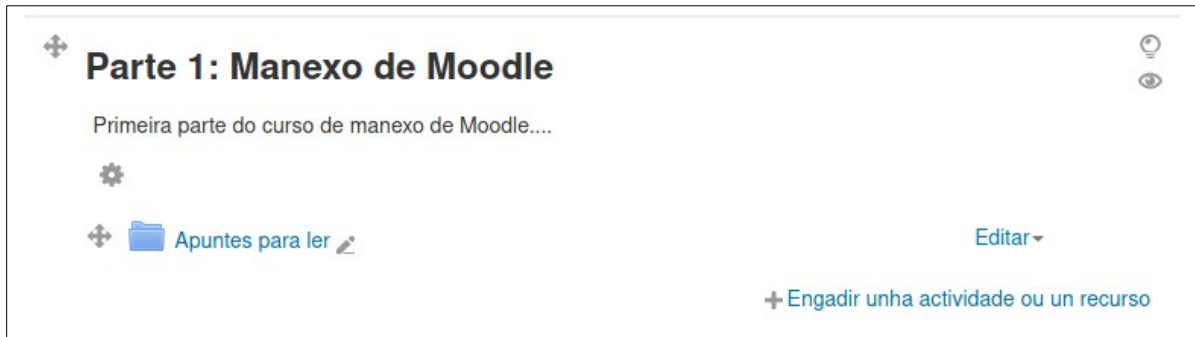 Parte 1: Manexo de Moodle
Primeira parte do curso de manexo de Moodle....
Apuntes para ler
Editar
Engadir unha actividade ou un recurso